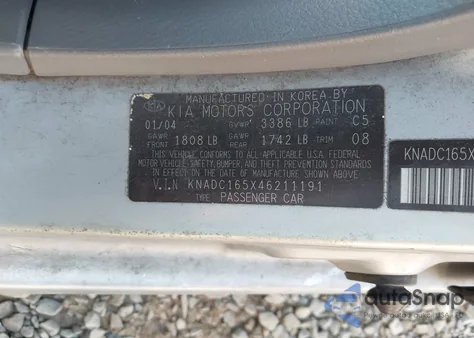 MANUFACTURED IN KOREA BY
KIA KIA MOTORS CORPORATION
01/04 GVWR 3386 LB PAINT C5
GAWR FRONT 1808 LB GAWR REAR 1742 LB TRIM 08
THIS VEHICLE CONFORMS TO ALL APPLICABLE U.S.A. FEDERAL
MOTOR VEHICLE SAFETY, BUMPER, AND THEFT PREVENTION STANDARDS
IN EFFECT ON THE DATE OF MANUFACTURE SHOWN ABOVE
V.I.N KNADC165X46211191
TYPE: PASSENGER CAR
KNADC165X
autoSnap